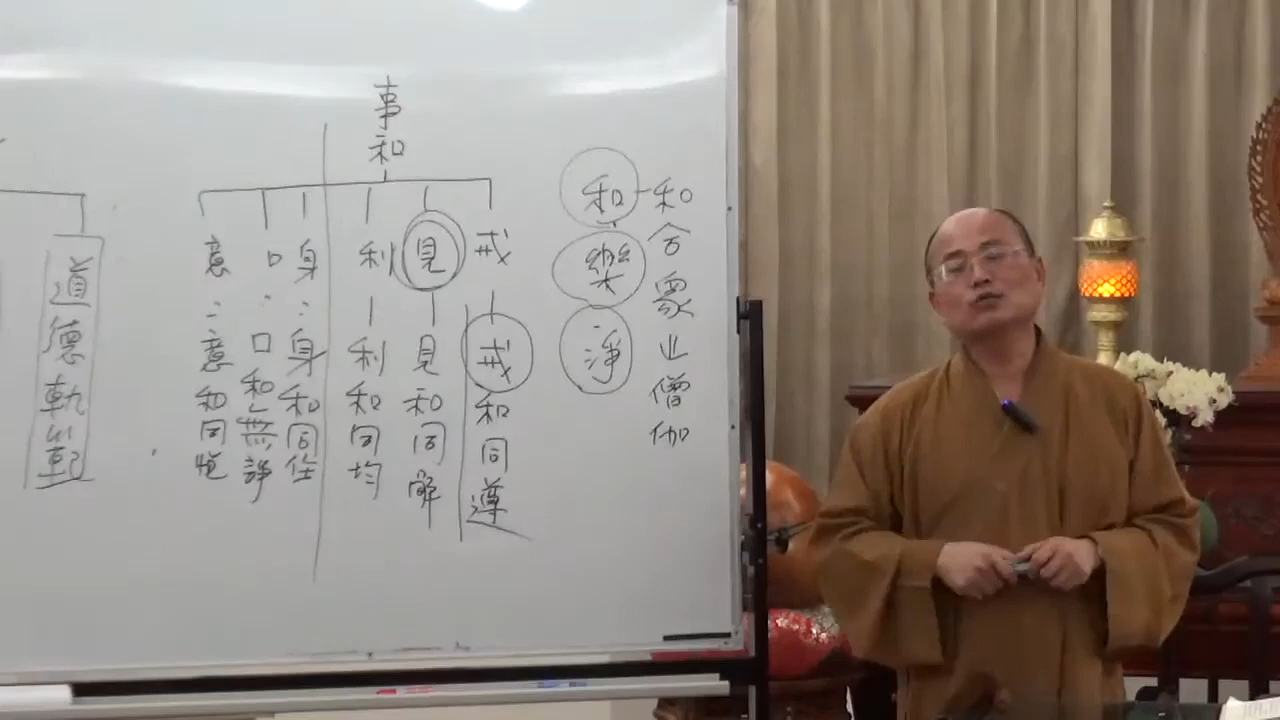 和合眾山僧伽
和
樂
淨
事和
戒
戒和同遵
見
見和同解
利
利和同均
身：身和同住
口：口和無諍
意：意和同悅
道德軌範